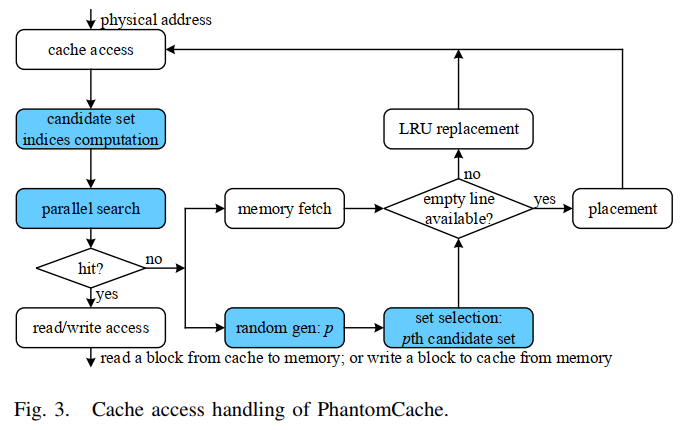 physical address
cache access
candidate set
indices computation
parallel search
hit?
no
yes
read/write access
memory fetch
random gen: p
set selection:
pth candidate set
empty line
available?
no
yes
LRU replacement
placement
read a block from cache to memory; or write a block to cache from memory
Fig. 3. Cache access handling of PhantomCache.